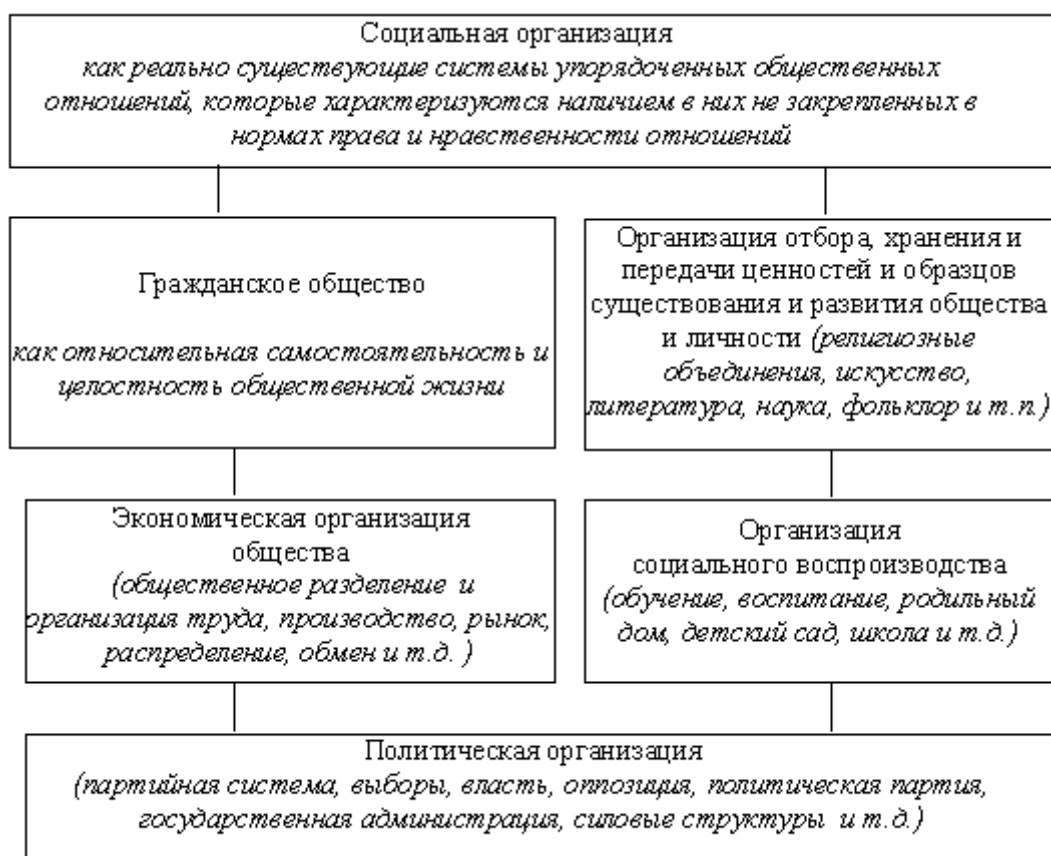 Социальная организация
как реально существующие системы упорядоченных общественных
отношений, которые характеризуются наличием в них не закрепленных в
нормах права и нравственности отношений
Гражданское общество
как относительная самостоятельность и
целостность общественной жизни
Организация отбора, хранения и
передачи ценностей и образцов
существования и развития общества
и личности (религиозные
объединения, искусство,
литература, наука, фольклор и т.п.)
Экономическая организация
общества
(общественное разделение и
организация труда, производство, рынок,
распределение, обмен и т.д. )
Организация
социального воспроизводства
(обучение, воспитание, родильный
дом, детский сад, школа и т.д.)
Политическая организация
(партийная система, выборы, власть, оппозиция, политическая партия,
государственная администрация, силовые структуры и т.д.)